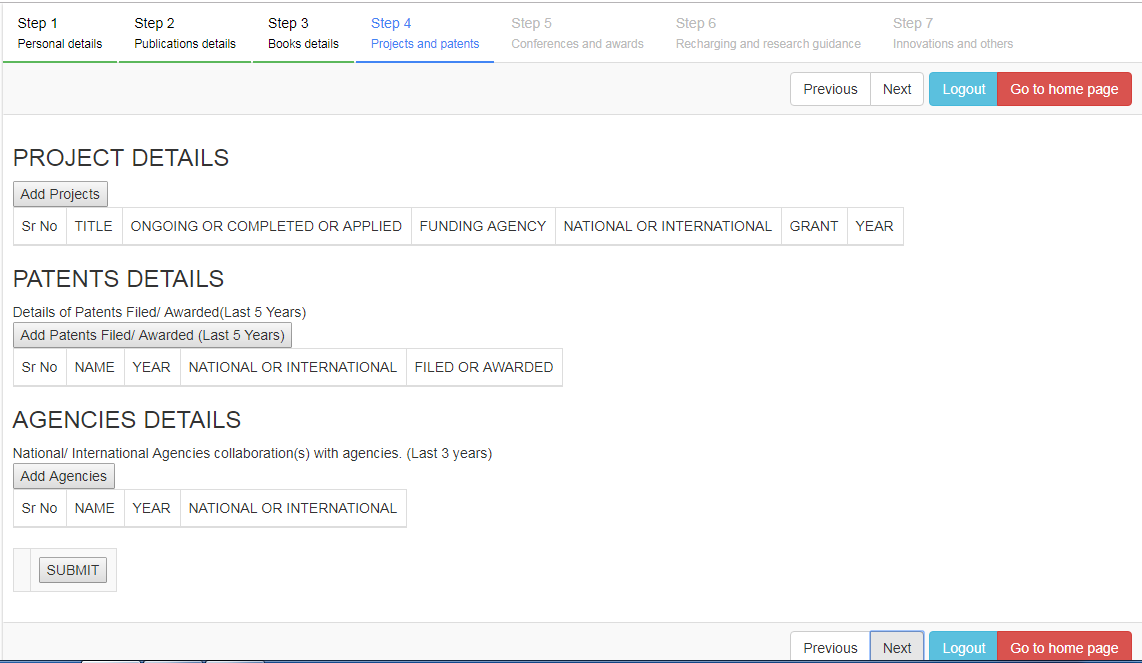 Step 1 Step 2 Step 3 Step 4 Step 5 Step 6 Step 7
Personal details Publications details Books details Projects and patents Conferences and awards Recharging and research guidance Innovations and others
Previous Next Logout Go to home page
PROJECT DETAILS
Add Projects
Sr No TITLE ONGOING OR COMPLETED OR APPLIED FUNDING AGENCY NATIONAL OR INTERNATIONAL GRANT YEAR
PATENTS DETAILS
Details of Patents Filed/ Awarded(Last 5 Years)
Add Patents Filed/ Awarded (Last 5 Years)
Sr No NAME YEAR NATIONAL OR INTERNATIONAL FILED OR AWARDED
AGENCIES DETAILS
National/ International Agencies collaboration(s) with agencies. (Last 3 years)
Add Agencies
Sr No NAME YEAR NATIONAL OR INTERNATIONAL
SUBMIT
Previous Next Logout Go to home page